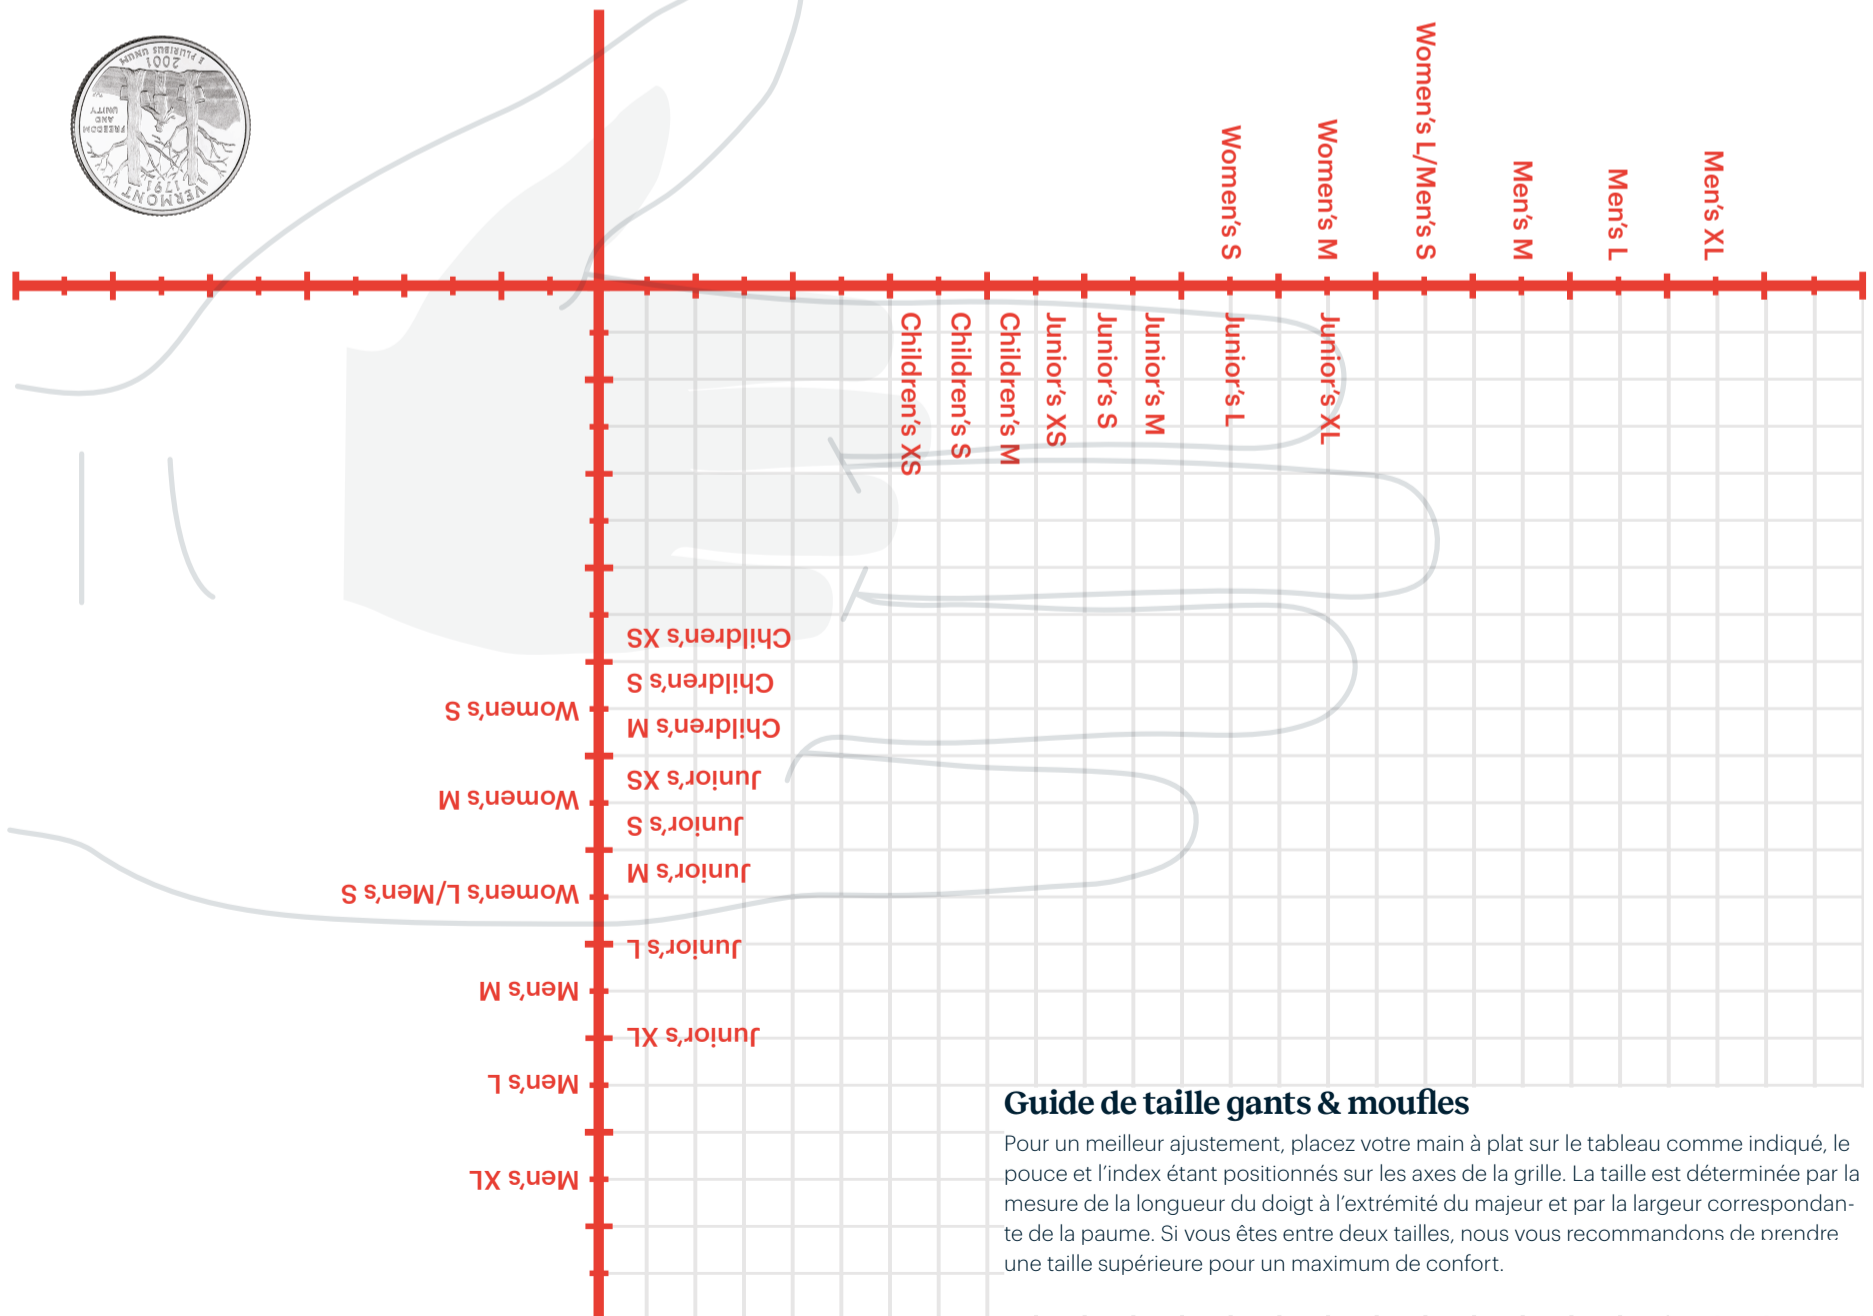 E PLURIBUS UNUM
2001
FREEDOM
AND
UNITY
1791
VERMONT
Women's S
Women's M
Women's L/Men's S
Men's M
Men's L
Men's XL
Children's XS
Children's S
Children's M
Junior's XS
Junior's S
Junior's M
Junior's L
Junior's XL
Children's XS
Children's S
Women's S
Children's M
Junior's XS
Women's M
Junior's S
Junior's M
Women's L/Men's S
Junior's L
Men's M
Junior's XL
Men's L
Men's XL
Guide de taille gants & moufles
Pour un meilleur ajustement, placez votre main à plat sur le tableau comme indiqué, le
pouce et l'index étant positionnés sur les axes de la grille. La taille est déterminée par la
mesure de la longueur du doigt à l'extrémité du majeur et par la largeur correspondan-
te de la paume. Si vous êtes entre deux tailles, nous vous recommandons de prendre
une taille supérieure pour un maximum de confort.